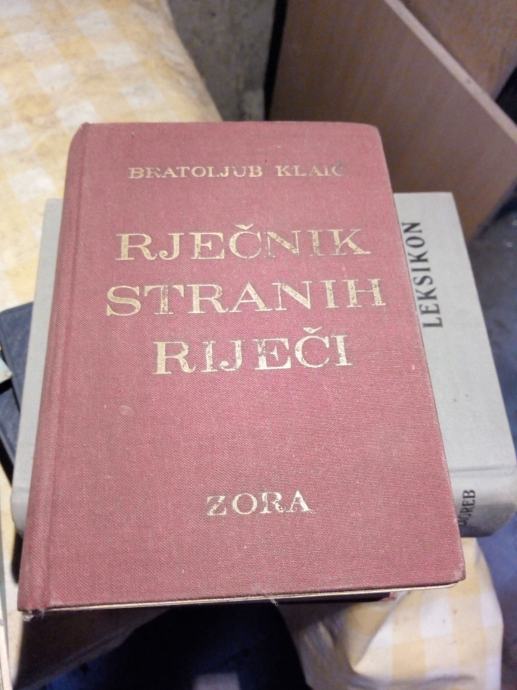 BRATOLJUB KLAIĆ
RJEČNIK
STRANIH
RIJEČI
ZORA
LEKSIKON